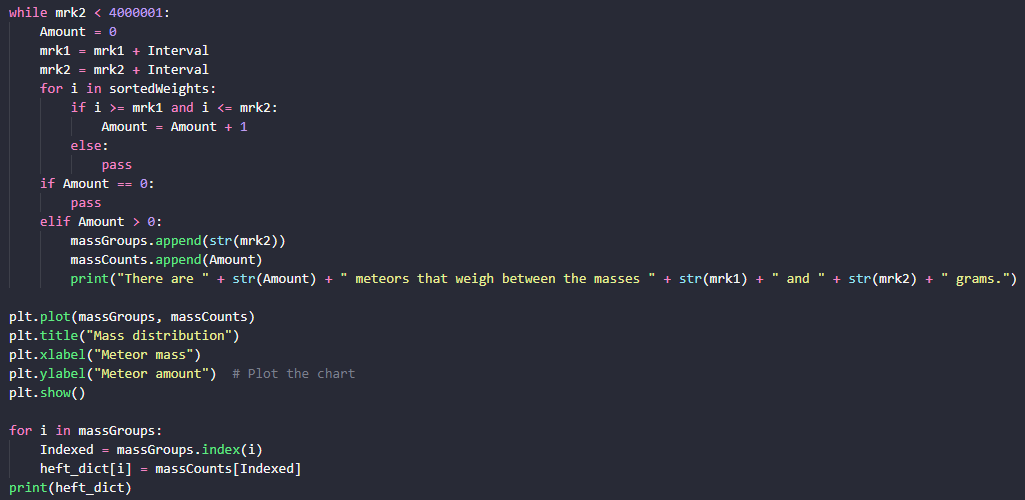 while mrk2 < 4000001:
    Amount = 0
    mrk1 = mrk1 + Interval
    mrk2 = mrk2 + Interval
    for i in sortedWeights:
        if i >= mrk1 and i <= mrk2:
            Amount = Amount + 1
        else:
            pass
    if Amount == 0:
        pass
    elif Amount > 0:
        massGroups.append(str(mrk2))
        massCounts.append(Amount)
        print("There are " + str(Amount) + " meteors that weigh between the masses " + str(mrk1) + " and " + str(mrk2) + " grams.")

plt.plot(massGroups, massCounts)
plt.title("Mass distribution")
plt.xlabel("Meteor mass")
plt.ylabel("Meteor amount")  # Plot the chart
plt.show()

for i in massGroups:
    Indexed = massGroups.index(i)
    heft_dict[i] = massCounts[Indexed]
print(heft_dict)